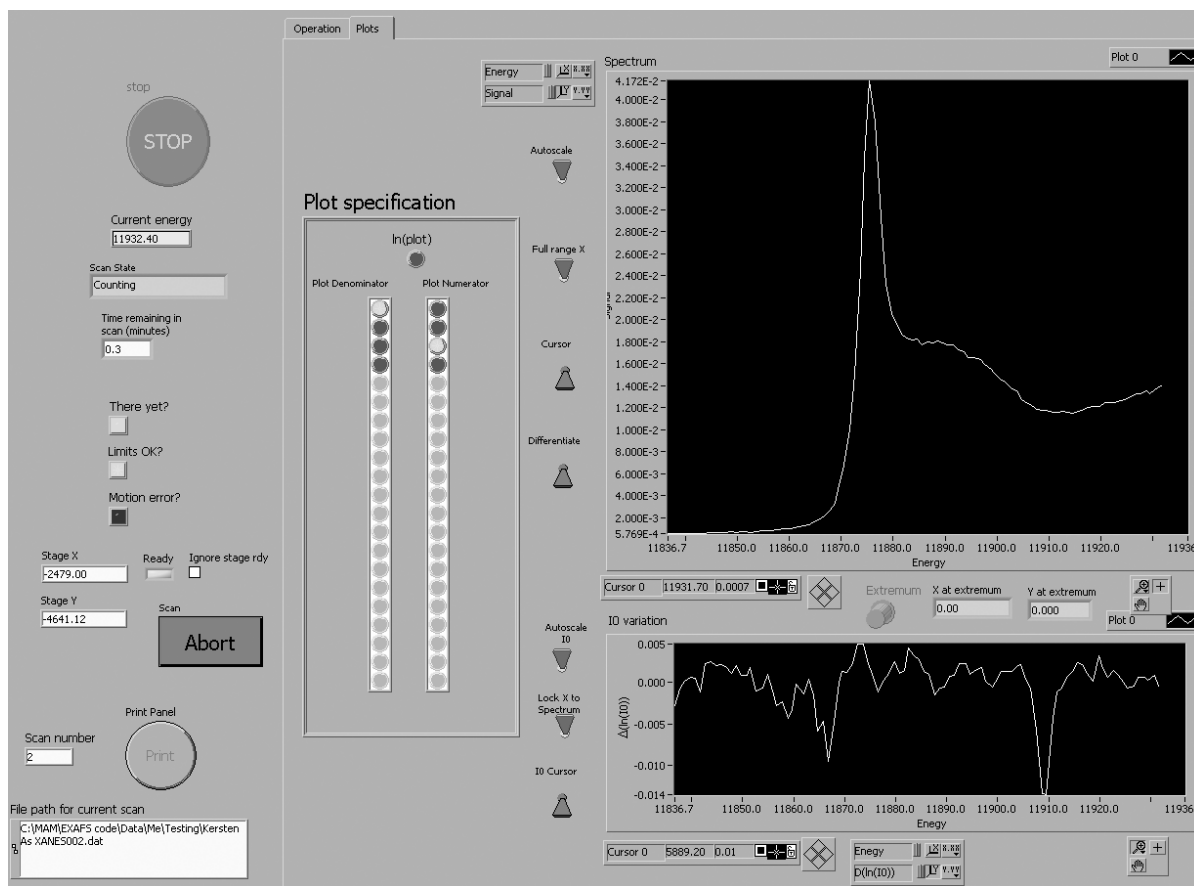 Operation Plots
stop
STOP
Current energy
11932.40
Scan State
Counting
Time remaining in
scan (minutes)
0.3
There yet?
Limits OK?
Motion error?
Stage X
-2479.00
Ready
Ignore stage rdy
Stage Y
-4641.12
Scan
Abort
Print Panel
Print
Scan number
2
File path for current scan
C:\MAM\EXAFS code\Data\Me\Testing\Kersten
As XANES002.dat
Energy
Signal
Plot specification
ln(plot)
Plot Denominator Plot Numerator
Autoscale
Full range X
Cursor
Differentiate
Autoscale
I0
Lock X to
Spectrum
I0 Cursor
Spectrum
Plot 0
4.172E-2
4.000E-2
3.800E-2
3.600E-2
3.400E-2
3.200E-2
3.000E-2
2.800E-2
2.600E-2
2.400E-2
2.200E-2
2.000E-2
1.800E-2
1.600E-2
1.400E-2
1.200E-2
1.000E-2
8.000E-3
6.000E-3
4.000E-3
2.000E-3
5.769E-4
Signal
11836.7 11850.0 11860.0 11870.0 11880.0 11890.0 11900.0 11910.0 11920.0 11936
Energy
Cursor 0 11931.70 0.0007
Extremum
X at extremum
0.00
Y at extremum
0.000
I0 variation
Plot 0
0.005
0.000
-0.005
-0.010
-0.014
Δ(ln(I0))
11836.7 11850.0 11860.0 11870.0 11880.0 11890.0 11900.0 11910.0 11920.0 11936
Enegy
Cursor 0 5889.20 0.01
Enegy
D(ln(I0))